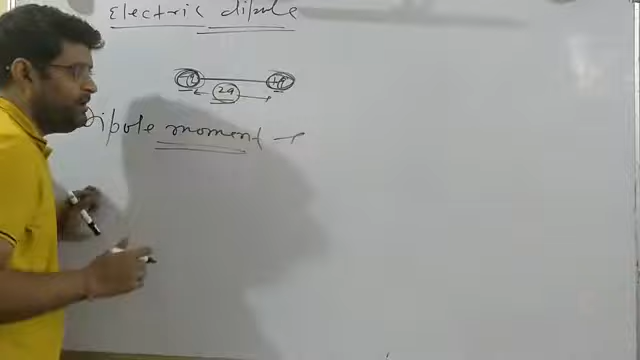 Electric dipole
-q +q
2a
Dipole moment →